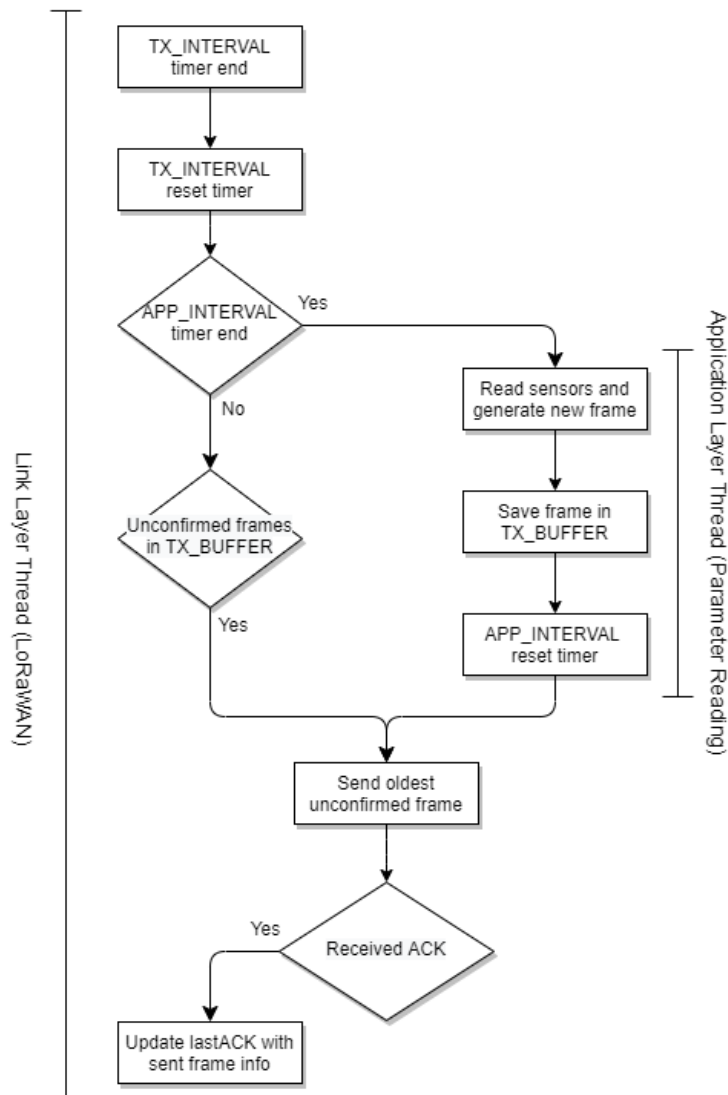 TX_INTERVAL
timer end
TX_INTERVAL
reset timer
APP_INTERVAL
timer end
Yes
No
Read sensors and
generate new frame
Unconfirmed frames
in TX_BUFFER
Save frame in
TX_BUFFER
Yes
APP_INTERVAL
reset timer
Send oldest
unconfirmed frame
Received ACK
Yes
Update lastACK with
sent frame info
Link Layer Thread (LoRaWAN)
Application Layer Thread (Parameter Reading)